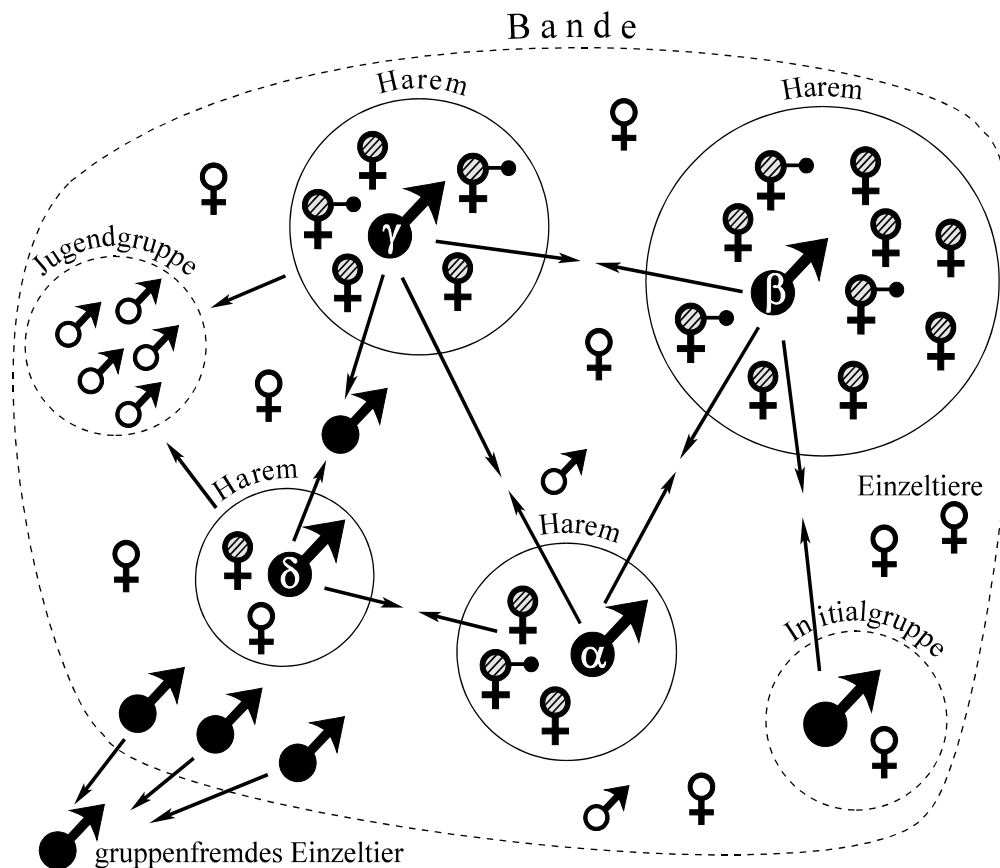 Bande
Harem
Harem
γ
Jugendgruppe
β
Harem
Einzeltiere
Harem
δ
Initialgruppe
α
gruppenfremdes Einzeltier